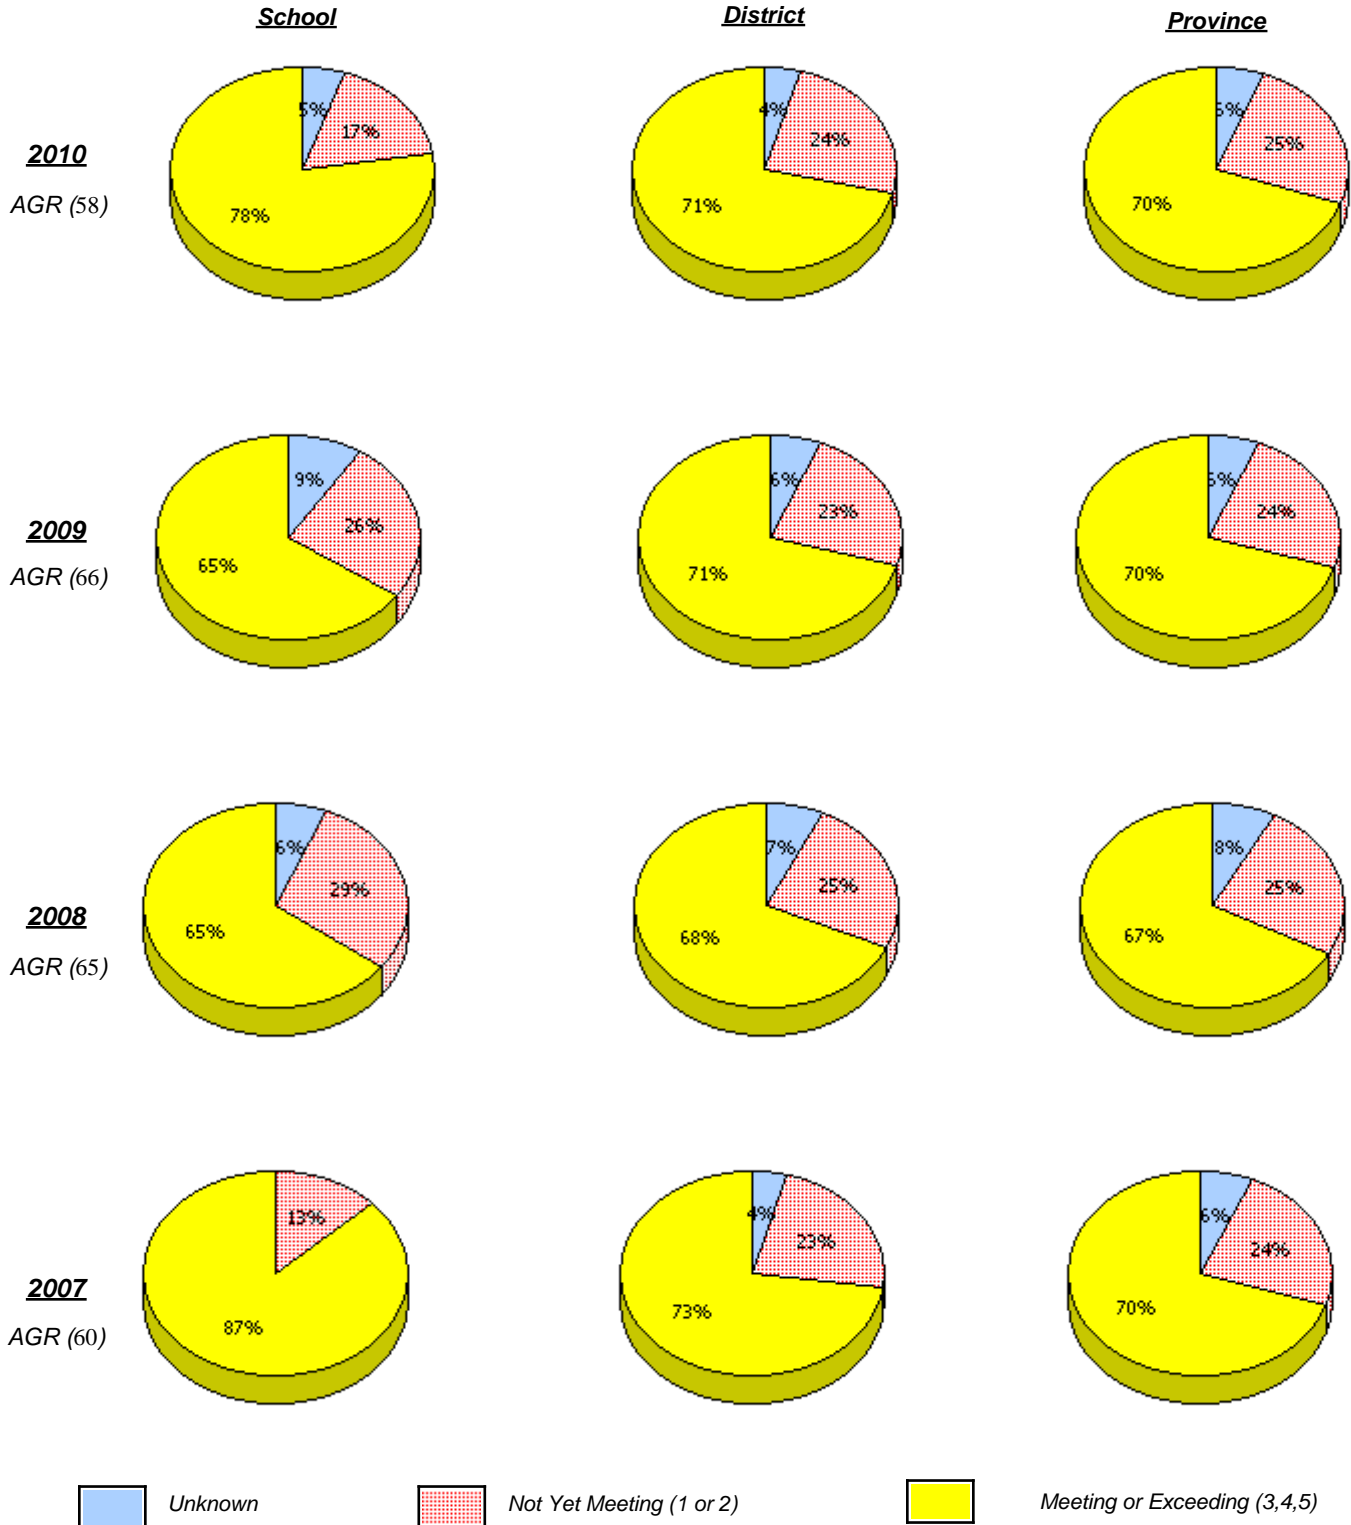 School District Province
2010
AGR (58)
5% 17% 78%
4% 24% 71%
5% 25% 70%
2009
AGR (66)
9% 26% 65%
6% 23% 71%
24% 70%
2008
AGR (65)
6% 29% 65%
7% 25% 68%
8% 25% 67%
2007
AGR (60)
13% 87%
4% 23% 73%
6% 24% 70%
Unknown Not Yet Meeting (1 or 2) Meeting or Exceeding (3,4,5)